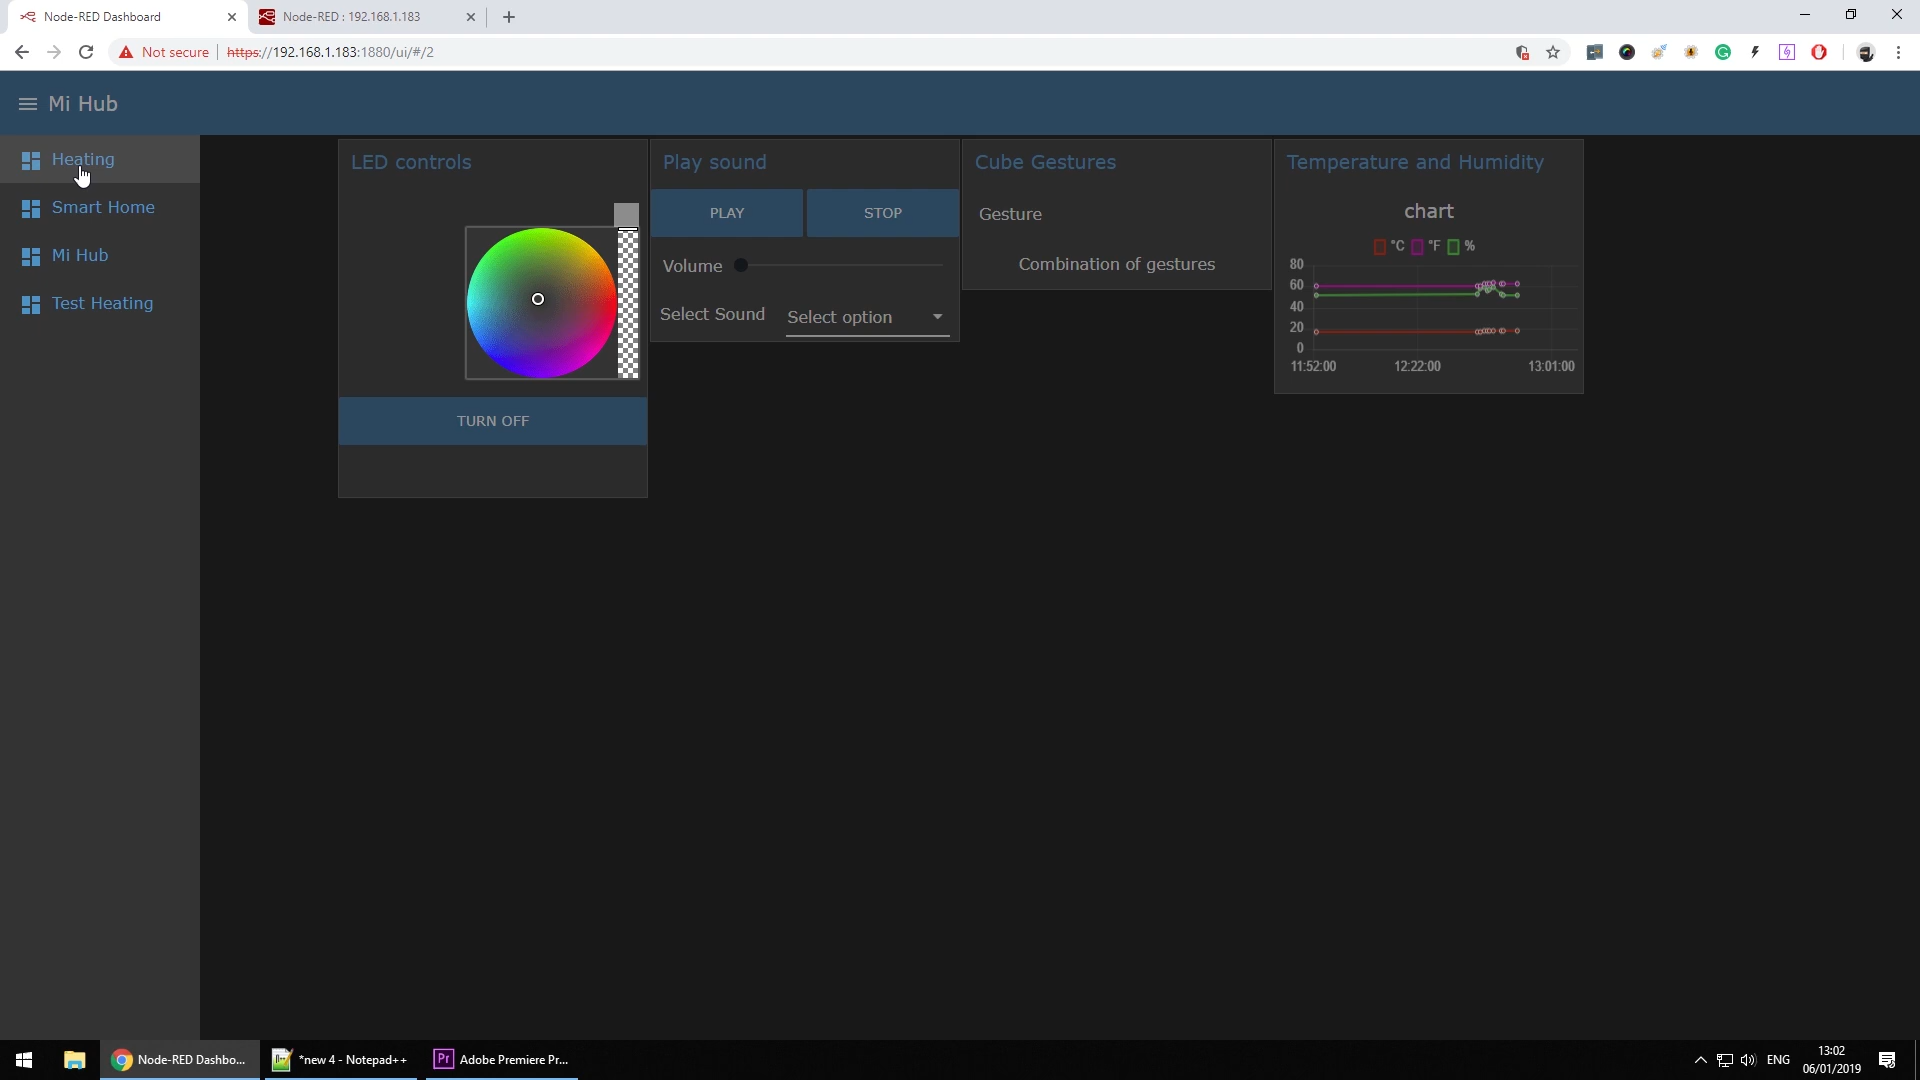 Node-RED Dashboard
Node-RED : 192.168.1.183
Not secure
https://192.168.1.183:1880/ui/#/2
Mi Hub
Heating
Smart Home
Mi Hub
Test Heating
LED controls
TURN OFF
Play sound
PLAY
STOP
Volume
Select Sound
Select option
Cube Gestures
Gesture
Combination of gestures
Temperature and Humidity
chart
°C °F %
80
60
40
20
0
11:52:00 12:22:00 13:01:00
Node-RED Dashbo...
*new 4 - Notepad++
Pr
Adobe Premiere Pr...
ENG
13:02
06/01/2019